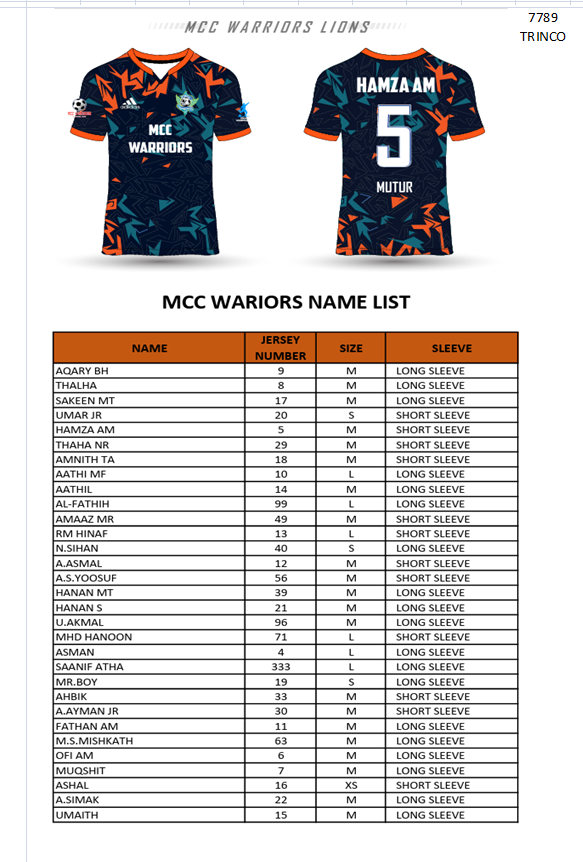 7789
TRINCO
MCC WARRIORS LIONS
adidas
MCC
WARRIORS
HAMZA AM
5
MUTUR
MCC WARIORS NAME LIST
NAME JERSEY NUMBER SIZE SLEEVE
AQARY BH 9 M LONG SLEEVE
THALHA 8 M LONG SLEEVE
SAKEEN MT 17 M LONG SLEEVE
UMAR JR 20 S SHORT SLEEVE
HAMZA AM 5 M SHORT SLEEVE
THAHA NR 29 M SHORT SLEEVE
AMNITH TA 18 M SHORT SLEEVE
AATHI MF 10 L LONG SLEEVE
AATHIL 14 M LONG SLEEVE
AL-FATHIH 99 L LONG SLEEVE
AMAAZ MR 49 M SHORT SLEEVE
RM HINAF 13 L SHORT SLEEVE
N.SIHAN 40 S LONG SLEEVE
A.ASMAL 12 M SHORT SLEEVE
A.S.YOOSUF 56 M SHORT SLEEVE
HANAN MT 39 M LONG SLEEVE
HANAN S 21 M LONG SLEEVE
U.AKMAL 96 M LONG SLEEVE
MHD HANOON 71 L SHORT SLEEVE
ASMAN 4 L LONG SLEEVE
SAANIF ATHA 333 L LONG SLEEVE
MR.BOY 19 S LONG SLEEVE
AHBIK 33 M SHORT SLEEVE
A.AYMAN JR 30 M SHORT SLEEVE
FATHAN AM 11 M LONG SLEEVE
M.S.MISHKATH 63 M LONG SLEEVE
OFI AM 6 M LONG SLEEVE
MUQSHIT 7 M LONG SLEEVE
ASHAL 16 XS SHORT SLEEVE
A.SIMAK 22 M LONG SLEEVE
UMAITH 15 M LONG SLEEVE